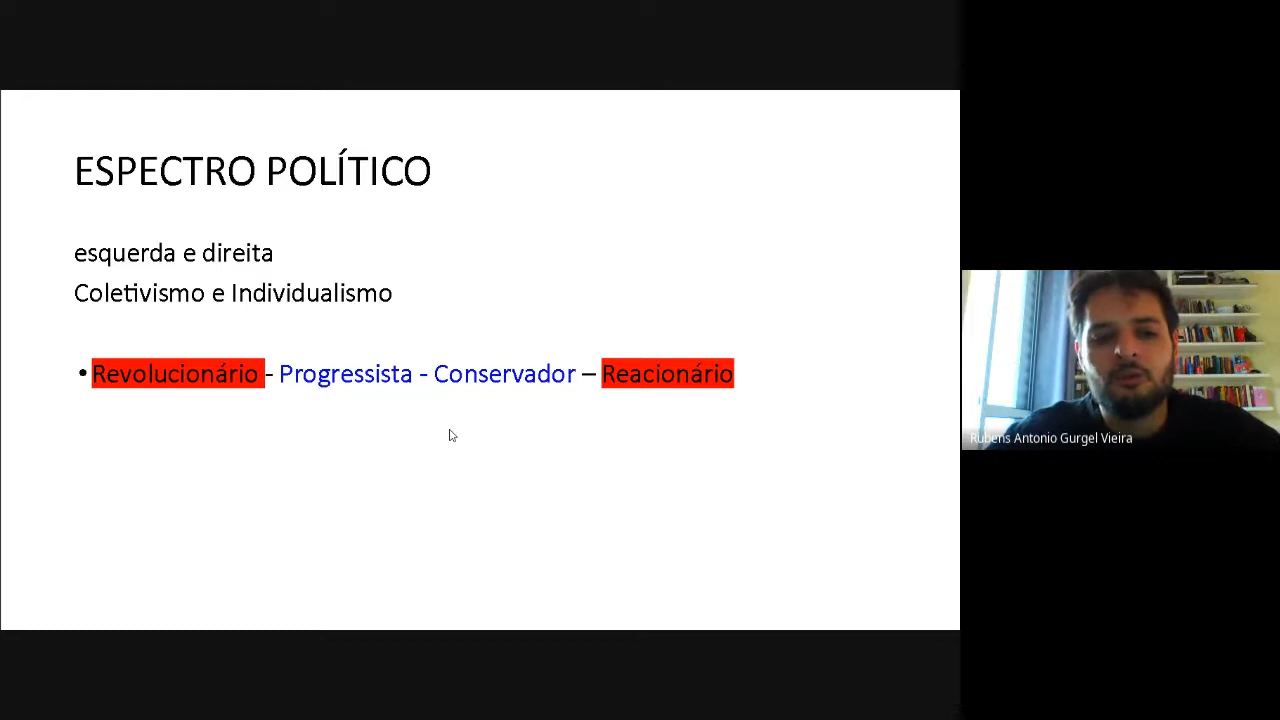 ESPECTRO POLÍTICO
esquerda e direita
Coletivismo e Individualismo
• Revolucionário - Progressista - Conservador – Reacionário
Rubens Antonio Gurgel Vieira